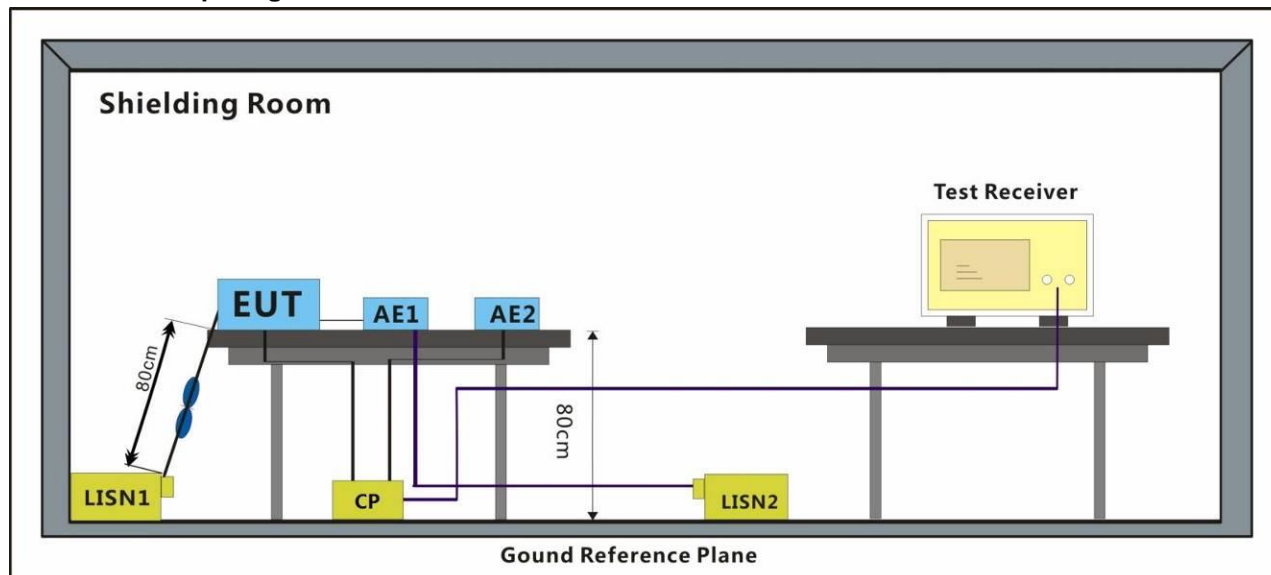 Shielding Room
Test Receiver
EUT
AE1
AE2
80cm
80cm
LISN1
CP
LISN2
Gound Reference Plane